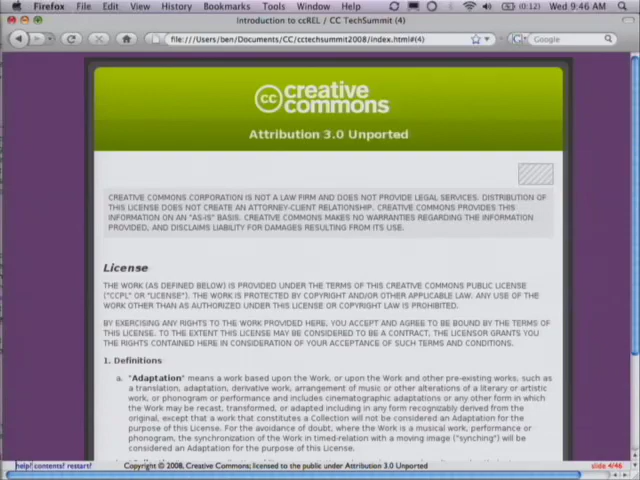 Firefox File Edit View History Bookmarks Tools Window Help (0:12) Wed 9:46 AM
Introduction to ccREL / CC TechSummit (4)
file:///Users/ben/Documents/CC/cctechsummit2008/index.html#(4)
Google
cc creative commons
Attribution 3.0 Unported
CREATIVE COMMONS CORPORATION IS NOT A LAW FIRM AND DOES NOT PROVIDE LEGAL SERVICES. DISTRIBUTION OF
THIS LICENSE DOES NOT CREATE AN ATTORNEY-CLIENT RELATIONSHIP. CREATIVE COMMONS PROVIDES THIS
INFORMATION ON AN "AS-IS" BASIS. CREATIVE COMMONS MAKES NO WARRANTIES REGARDING THE INFORMATION
PROVIDED, AND DISCLAIMS LIABILITY FOR DAMAGES RESULTING FROM ITS USE.
License
THE WORK (AS DEFINED BELOW) IS PROVIDED UNDER THE TERMS OF THIS CREATIVE COMMONS PUBLIC LICENSE
("CCPL" OR "LICENSE"). THE WORK IS PROTECTED BY COPYRIGHT AND/OR OTHER APPLICABLE LAW. ANY USE OF THE
WORK OTHER THAN AS AUTHORIZED UNDER THIS LICENSE OR COPYRIGHT LAW IS PROHIBITED.
BY EXERCISING ANY RIGHTS TO THE WORK PROVIDED HERE, YOU ACCEPT AND AGREE TO BE BOUND BY THE TERMS OF
THIS LICENSE. TO THE EXTENT THIS LICENSE MAY BE CONSIDERED TO BE A CONTRACT, THE LICENSOR GRANTS YOU
THE RIGHTS CONTAINED HERE IN CONSIDERATION OF YOUR ACCEPTANCE OF SUCH TERMS AND CONDITIONS.
1. Definitions
a. "Adaptation" means a work based upon the Work, or upon the Work and other pre-existing works, such as
a translation, adaptation, derivative work, arrangement of music or other alterations of a literary or artistic
work, or phonogram or performance and includes cinematographic adaptations or any other form in which
the Work may be recast, transformed, or adapted including in any form recognizably derived from the
original, except that a work that constitutes a Collection will not be considered an Adaptation for the
purpose of this License. For the avoidance of doubt, where the Work is a musical work, performance or
phonogram, the synchronization of the Work in timed-relation with a moving image ("synching") will be
considered an Adaptation for the purpose of this License.
help? contents? restart? Copyright © 2008, Creative Commons; licensed to the public under Attribution 3.0 Unported slide 4/46